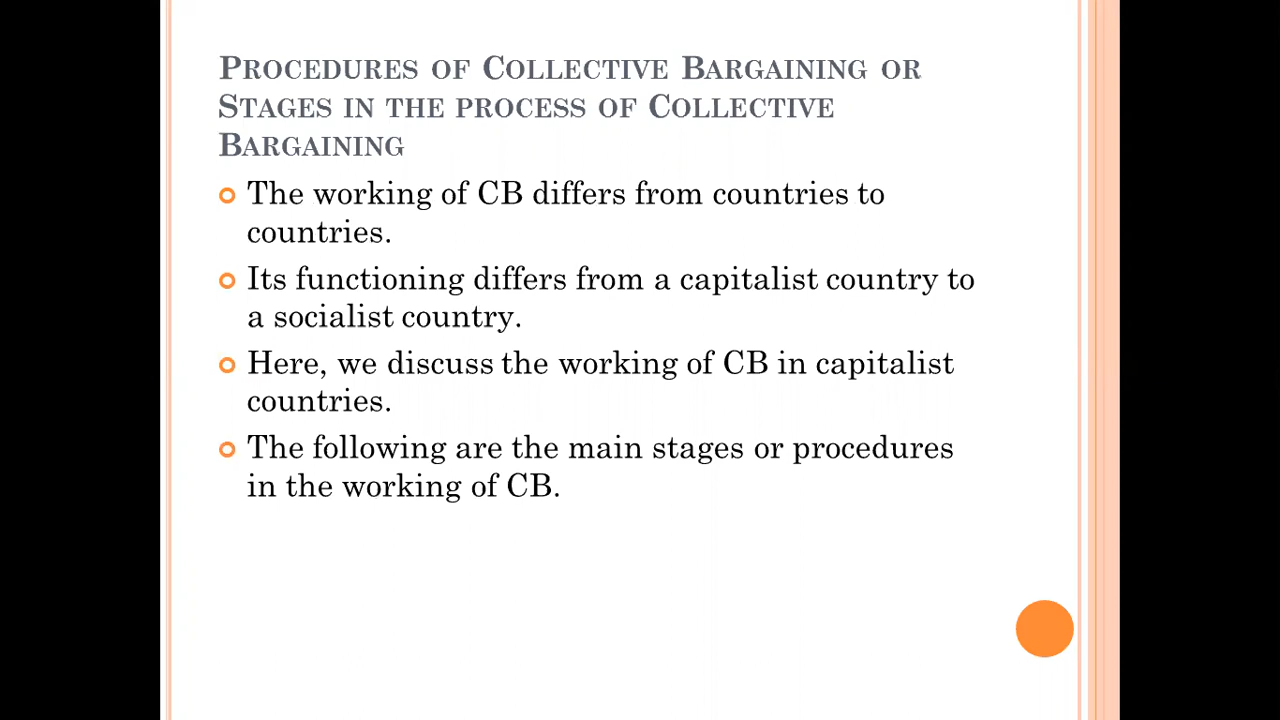 Procedures of Collective Bargaining or
Stages in the process of Collective
Bargaining
The working of CB differs from countries to
countries.
Its functioning differs from a capitalist country to
a socialist country.
Here, we discuss the working of CB in capitalist
countries.
The following are the main stages or procedures
in the working of CB.